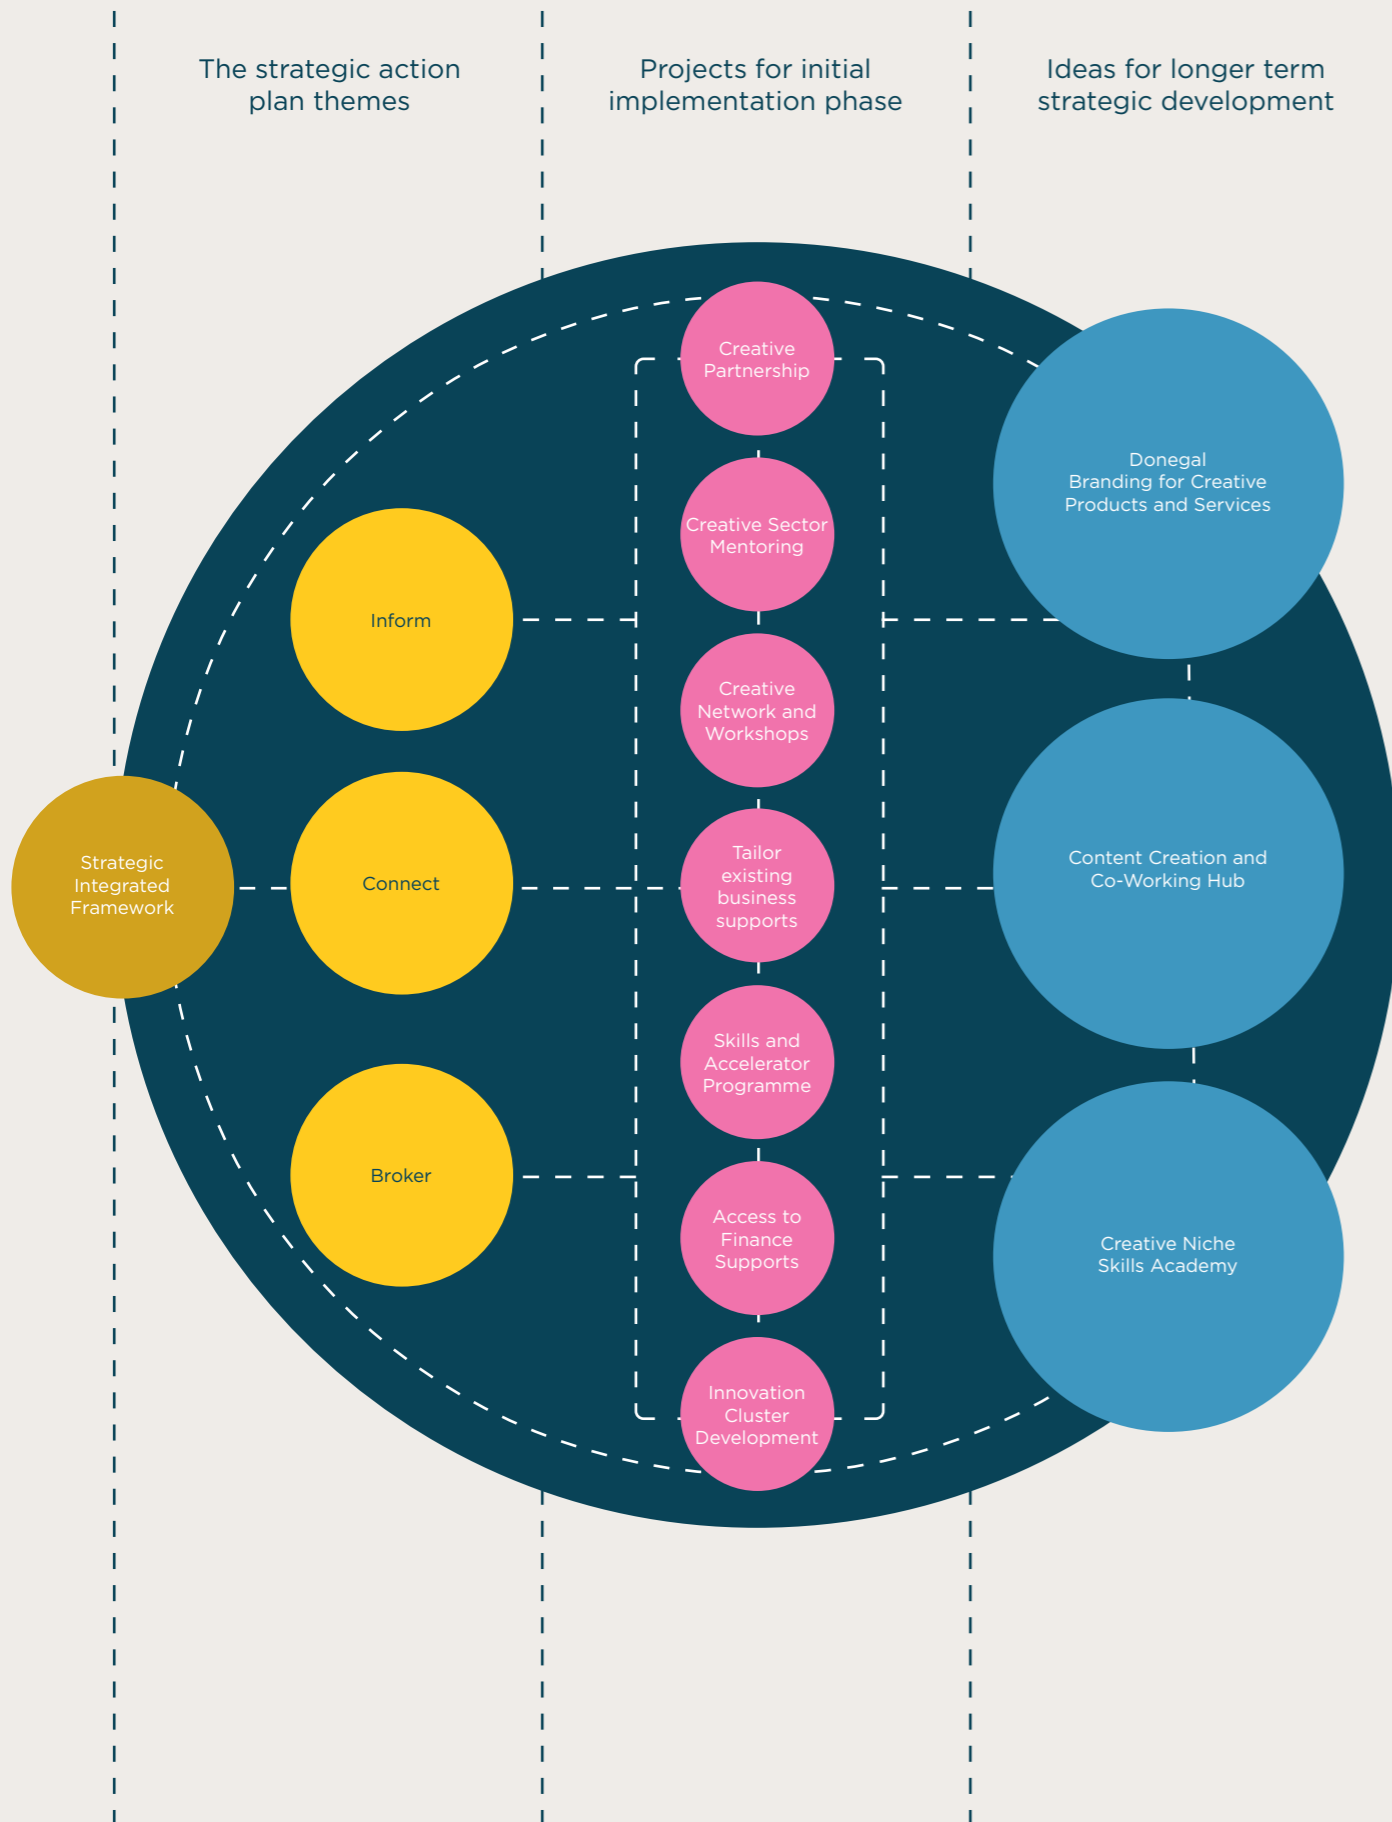 The strategic action
plan themes
Projects for initial
implementation phase
Ideas for longer term
strategic development
Strategic
Integrated
Framework
Inform
Connect
Broker
Creative
Partnership
Creative Sector
Mentoring
Creative
Network and
Workshops
Tailor
existing
business
supports
Skills and
Accelerator
Programme
Access to
Finance
Supports
Innovation
Cluster
Development
Donegal
Branding for Creative
Products and Services
Content Creation and
Co-Working Hub
Creative Niche
Skills Academy